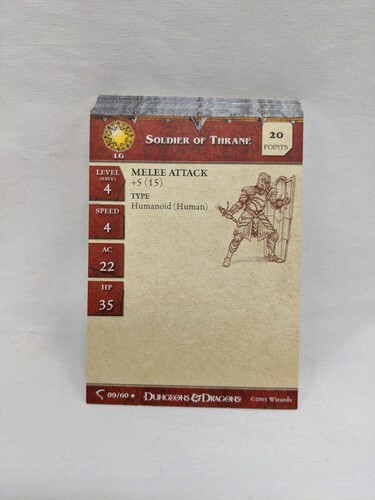 SOLDIER OF THRANE
20
POINTS
LG
LEVEL
(SAVE)
4
MELEE ATTACK
+5 (15)
TYPE
Humanoid (Human)
SPEED
4
AC
22
HP
35
09/60 ★
DUNGEONS & DRAGONS
©2005 Wizards